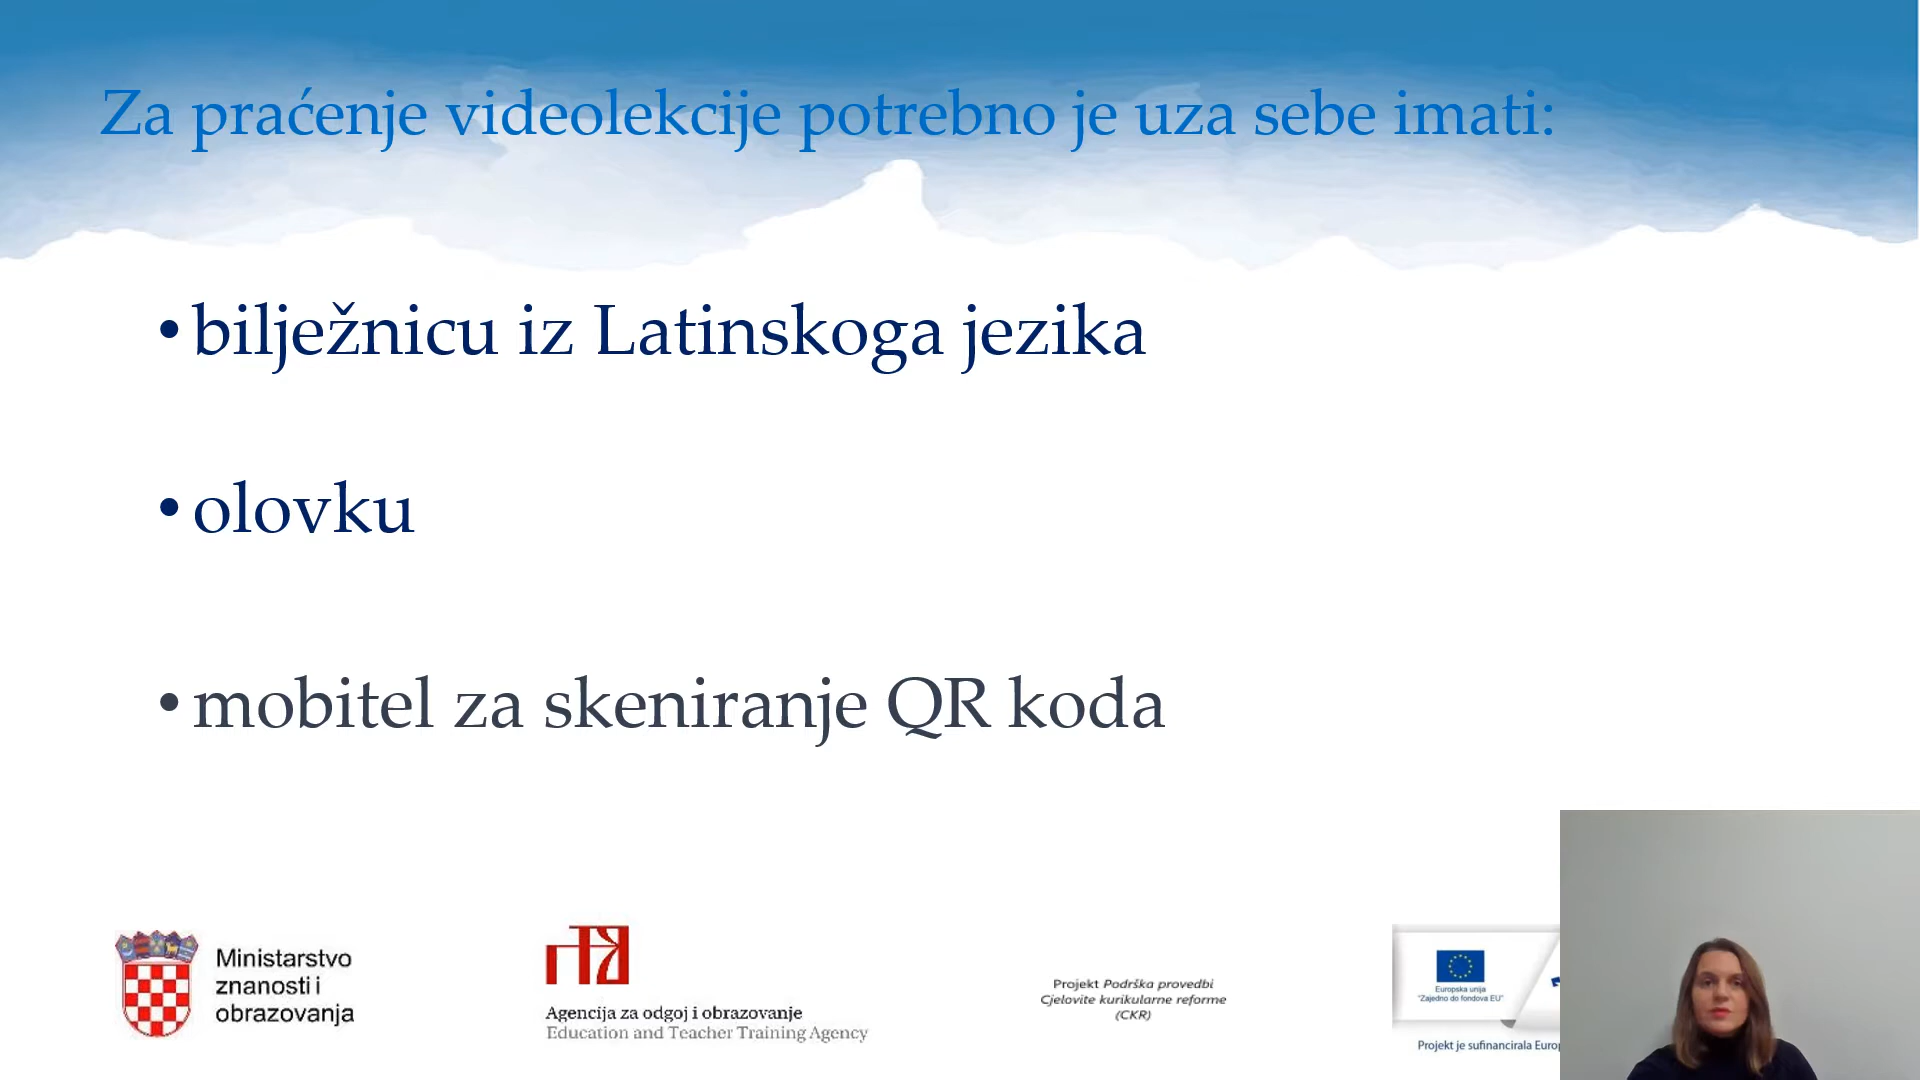 Za praćenje videolekcije potrebno je uza sebe imati:
• bilježnicu iz Latinskoga jezika
• olovku
• mobitel za skeniranje QR koda
Ministarstvo
znanosti i
obrazovanja
Agencija za odgoj i obrazovanje
Education and Teacher Training Agency
Projekt Podrška provedbi
Cjelovite kurikularne reforme
(CKR)
Europska unija
"Zajedno do fondova EU"
Projekt je sufinancirala Europ